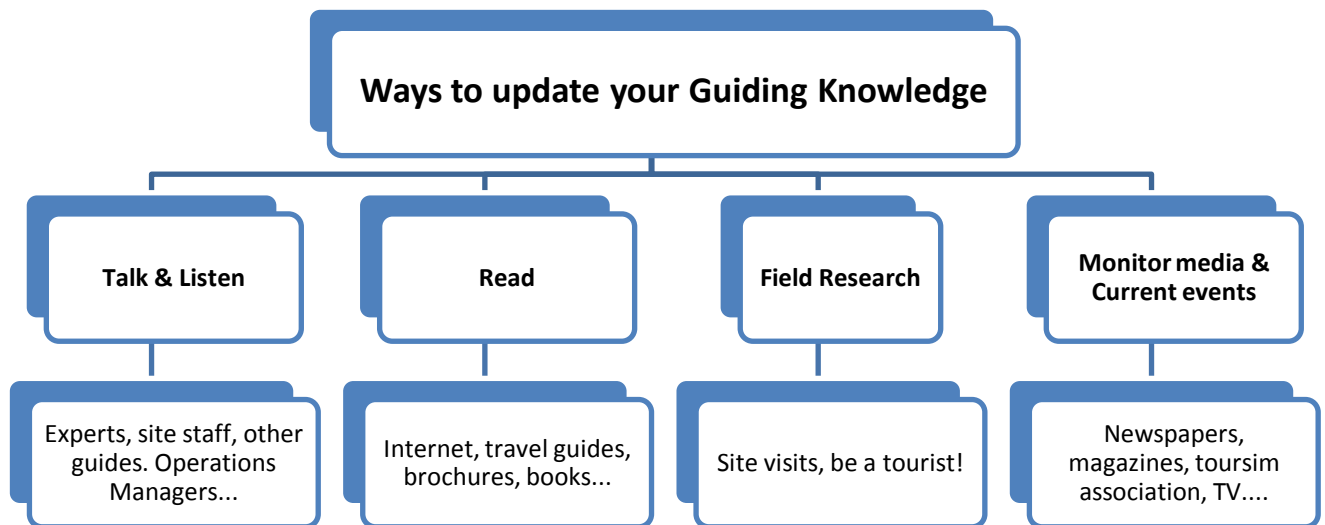 Ways to update your Guiding Knowledge
Talk & Listen
Read
Field Research
Monitor media &
Current events
Experts, site staff, other
guides. Operations
Managers...
Internet, travel guides,
brochures, books...
Site visits, be a tourist!
Newspapers,
magazines, toursim
association, TV....